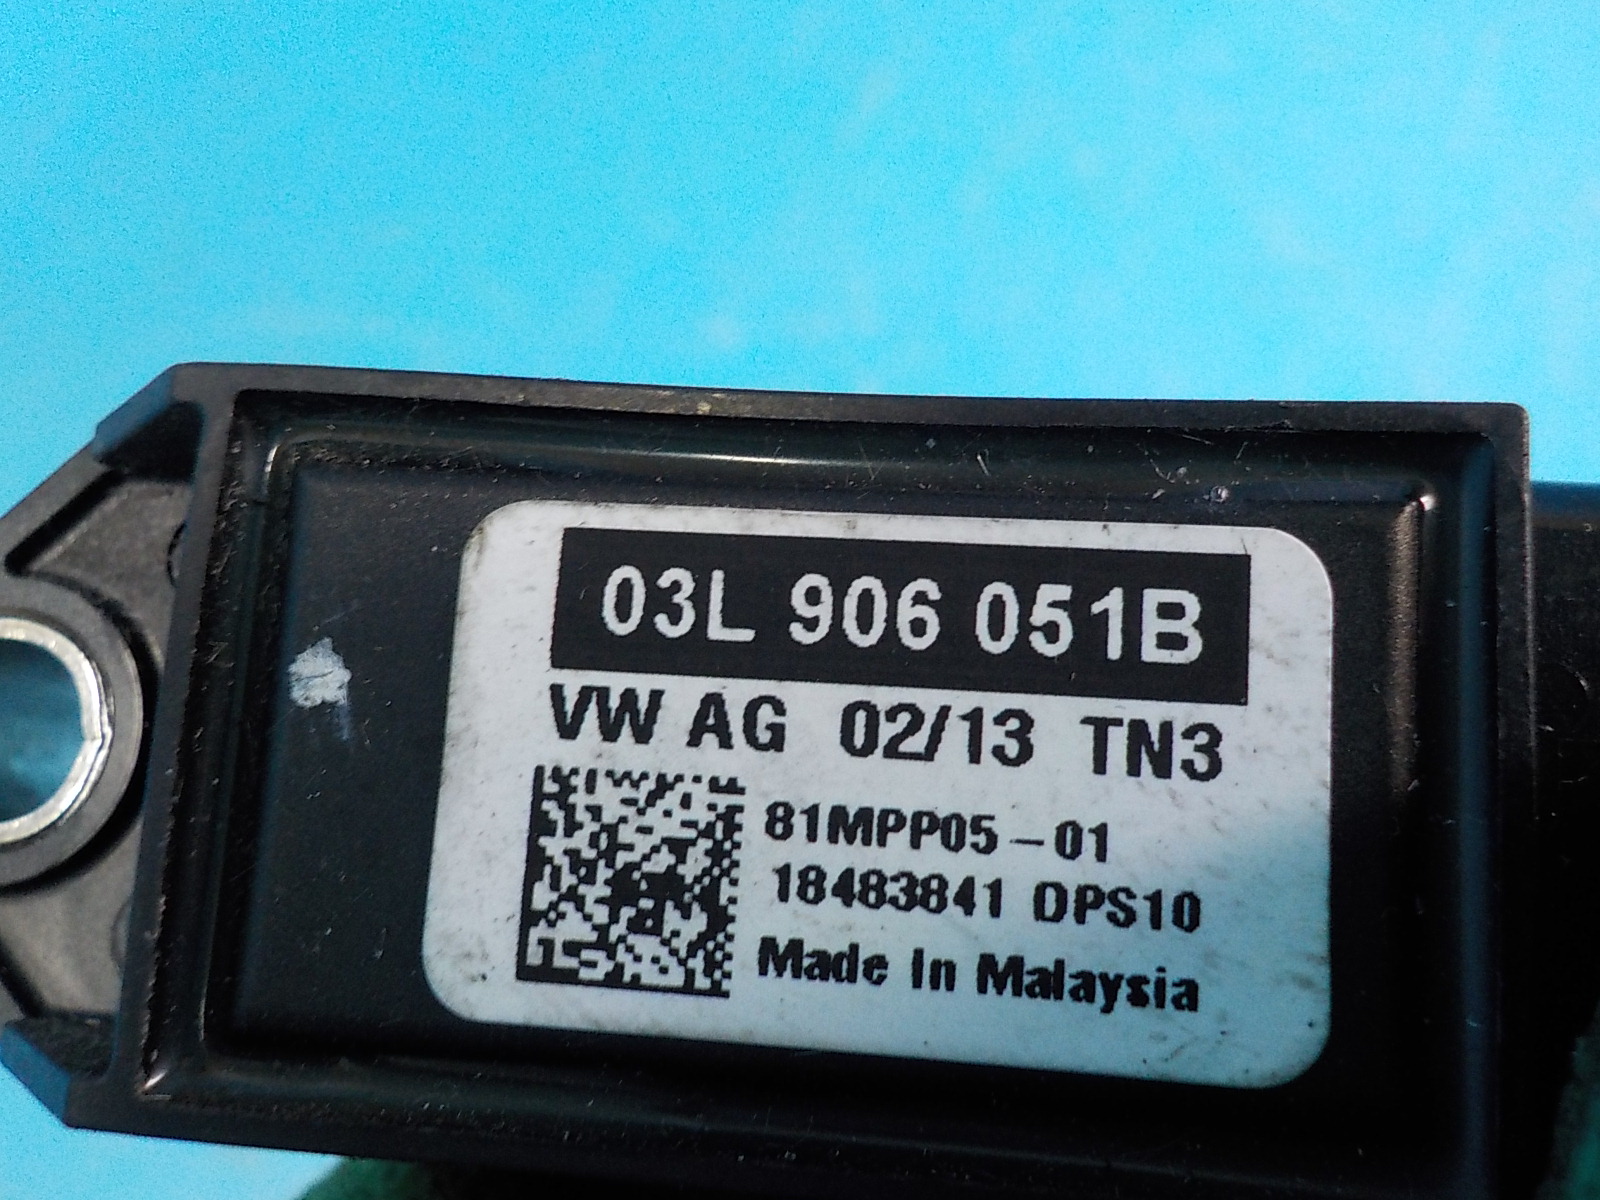 03L 906 051B
VW AG 02/13 TN3
81MPP05-01
18483841 DPS10
Made In Malaysia